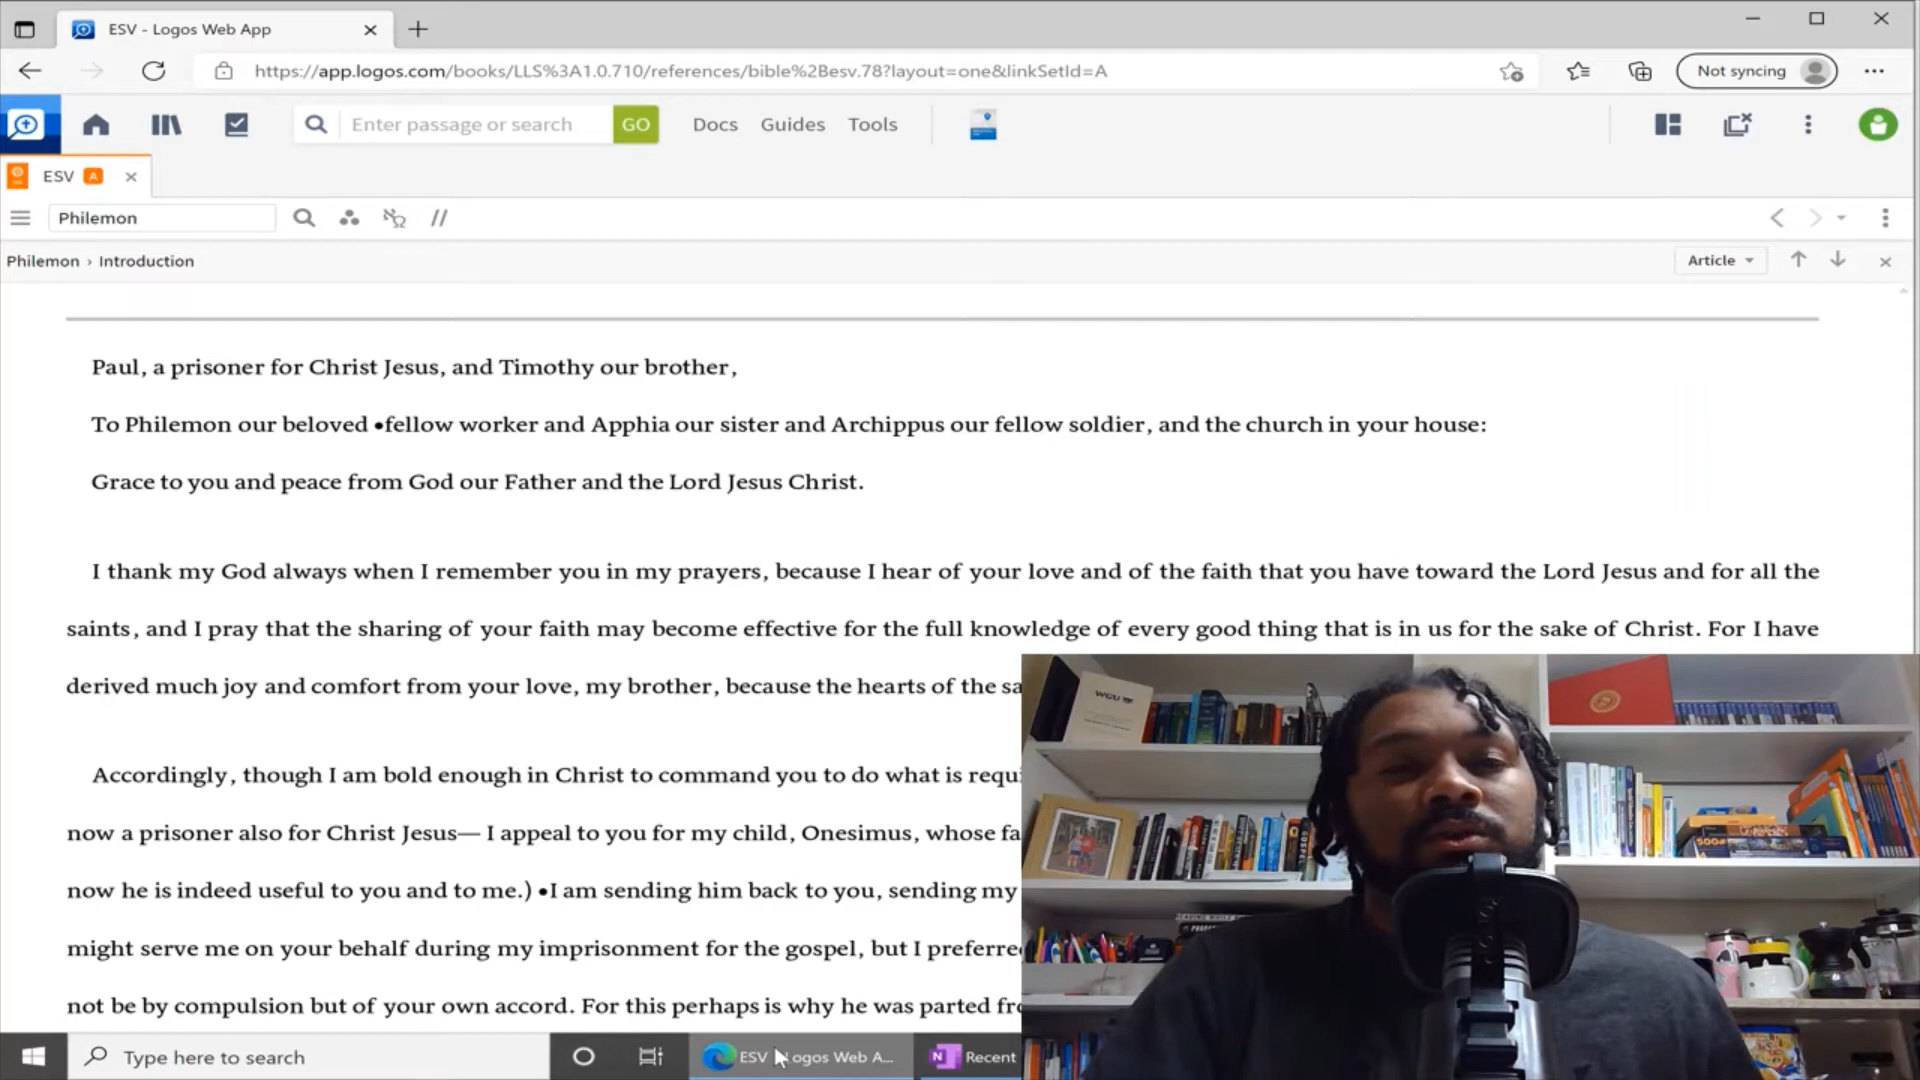 ESV - Logos Web App
https://app.logos.com/books/LLS%3A1.0.710/references/bible%2Besv.78?layout=one&linkSetId=A
Not syncing
Enter passage or search
GO
Docs
Guides
Tools
ESV A
Philemon
Philemon › Introduction
Article
Paul, a prisoner for Christ Jesus, and Timothy our brother,
To Philemon our beloved •fellow worker and Apphia our sister and Archippus our fellow soldier, and the church in your house:
Grace to you and peace from God our Father and the Lord Jesus Christ.
I thank my God always when I remember you in my prayers, because I hear of your love and of the faith that you have toward the Lord Jesus and for all the
saints, and I pray that the sharing of your faith may become effective for the full knowledge of every good thing that is in us for the sake of Christ. For I have
derived much joy and comfort from your love, my brother, because the hearts of the sa
Accordingly, though I am bold enough in Christ to command you to do what is requi
now a prisoner also for Christ Jesus— I appeal to you for my child, Onesimus, whose fa
now he is indeed useful to you and to me.) •I am sending him back to you, sending my
might serve me on your behalf during my imprisonment for the gospel, but I preferre
not be by compulsion but of your own accord. For this perhaps is why he was parted fro
WGU
500
Type here to search
ESV
Logos Web A...
N
Recent